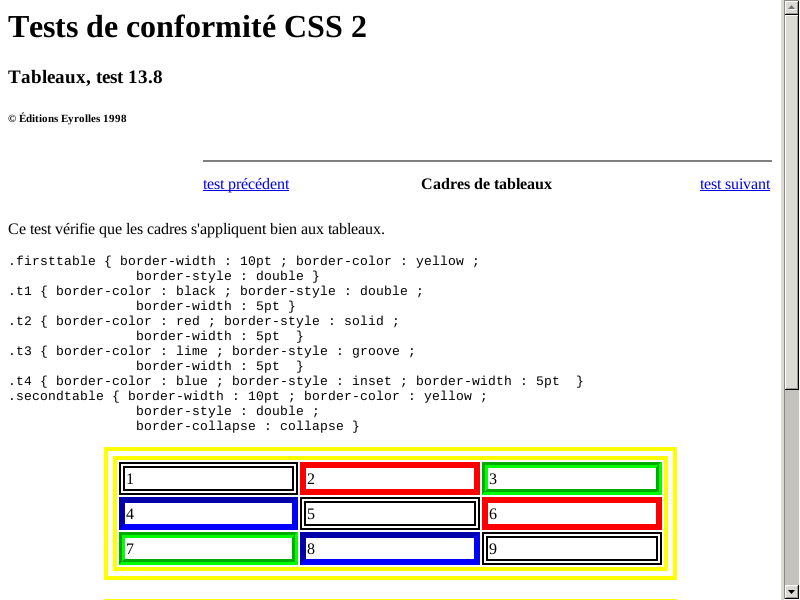 Tests de conformité CSS 2
Tableaux, test 13.8
© Éditions Eyrolles 1998
test précédent Cadres de tableaux test suivant
Ce test vérifie que les cadres s'appliquent bien aux tableaux.
.firsttable { border-width : 10pt ; border-color : yellow ;
border-style : double }
.t1 { border-color : black ; border-style : double ;
border-width : 5pt }
.t2 { border-color : red ; border-style : solid ;
border-width : 5pt  }
.t3 { border-color : lime ; border-style : groove ;
border-width : 5pt  }
.t4 { border-color : blue ; border-style : inset ; border-width : 5pt  }
.secondtable { border-width : 10pt ; border-color : yellow ;
border-style : double ;
border-collapse : collapse }
1 2 3
4 5 6
7 8 9